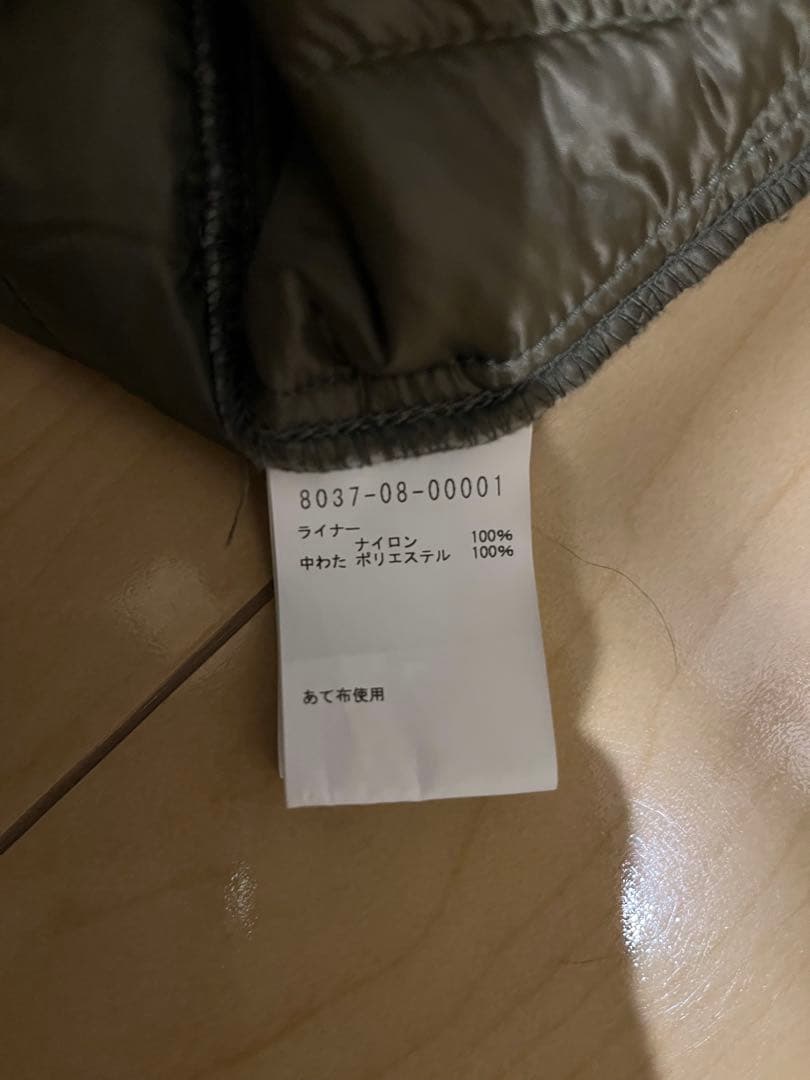 8037-08-00001
ライナー
ナイロン 100%
中わた ポリエステル 100%
あて布使用